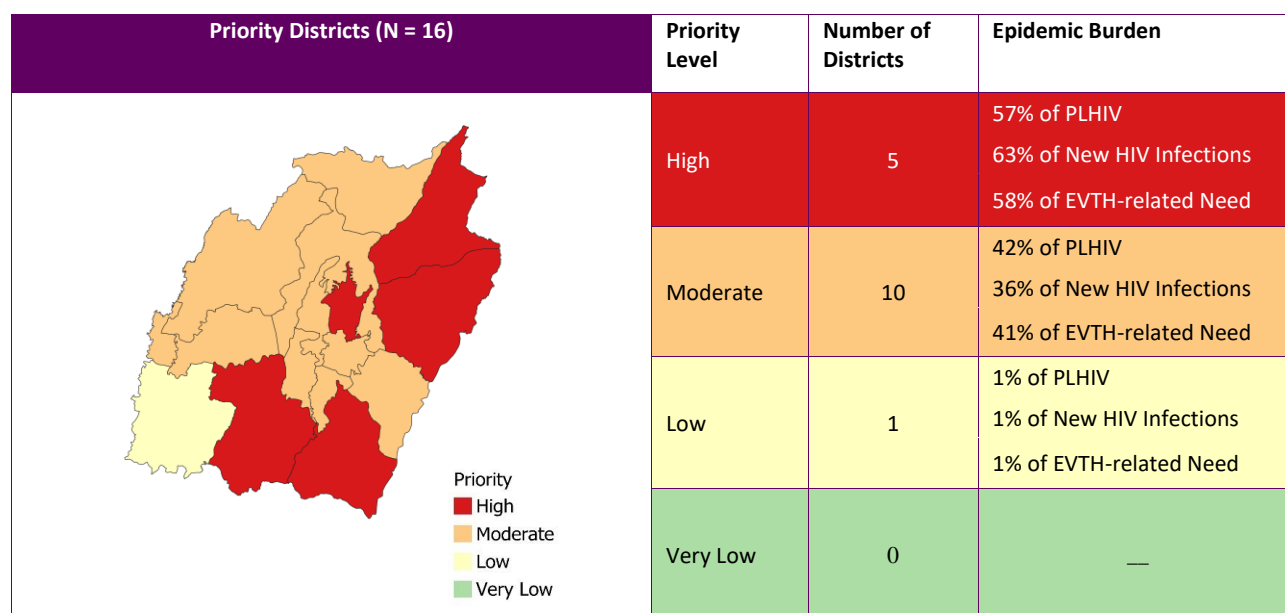 Priority Districts (N = 16)
Priority
Level
Number of
Districts
Epidemic Burden
High
5
57% of PLHIV
63% of New HIV Infections
58% of EVTH-related Need
Moderate
10
42% of PLHIV
36% of New HIV Infections
41% of EVTH-related Need
Low
1
1% of PLHIV
1% of New HIV Infections
1% of EVTH-related Need
Very Low
0
__
Priority
High
Moderate
Low
Very Low